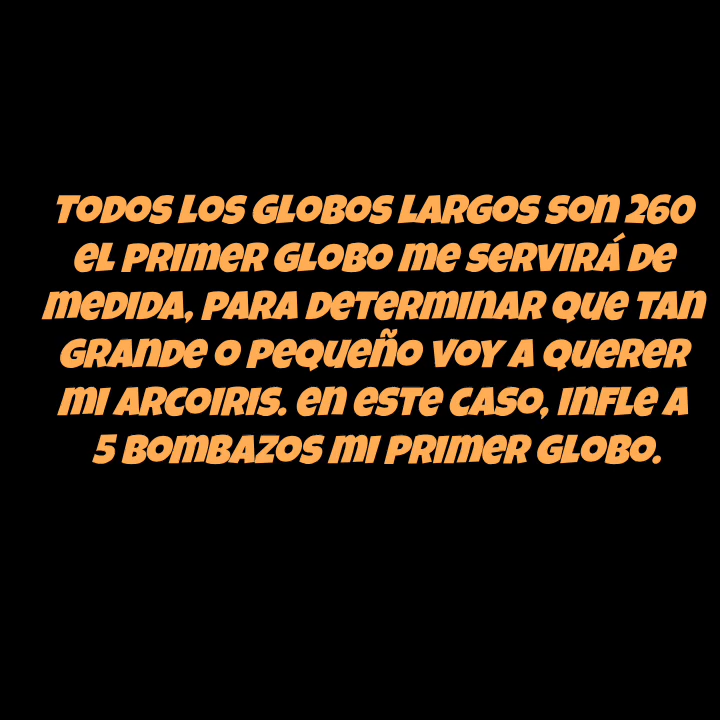 Todos los globos largos son 260
el primer globo me servirá de
medida, para determinar que tan
grande o pequeño voy a querer
mi arcoiris. en este caso, infle a
5 bombazos mi primer globo.